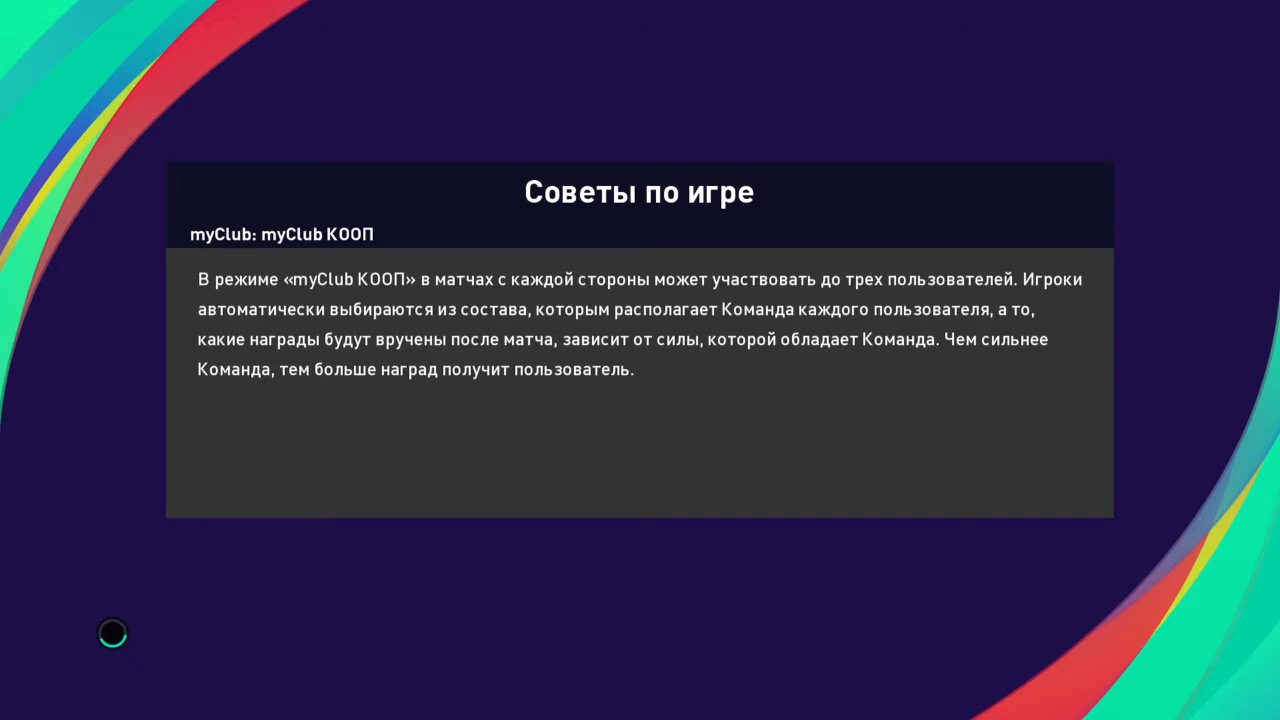 Советы по игре
myClub: myClub КООП
В режиме «myClub КООП» в матчах с каждой стороны может участвовать до трех пользователей. Игроки
автоматически выбираются из состава, которым располагает Команда каждого пользователя, а то,
какие награды будут вручены после матча, зависит от силы, которой обладает Команда. Чем сильнее
Команда, тем больше наград получит пользователь.